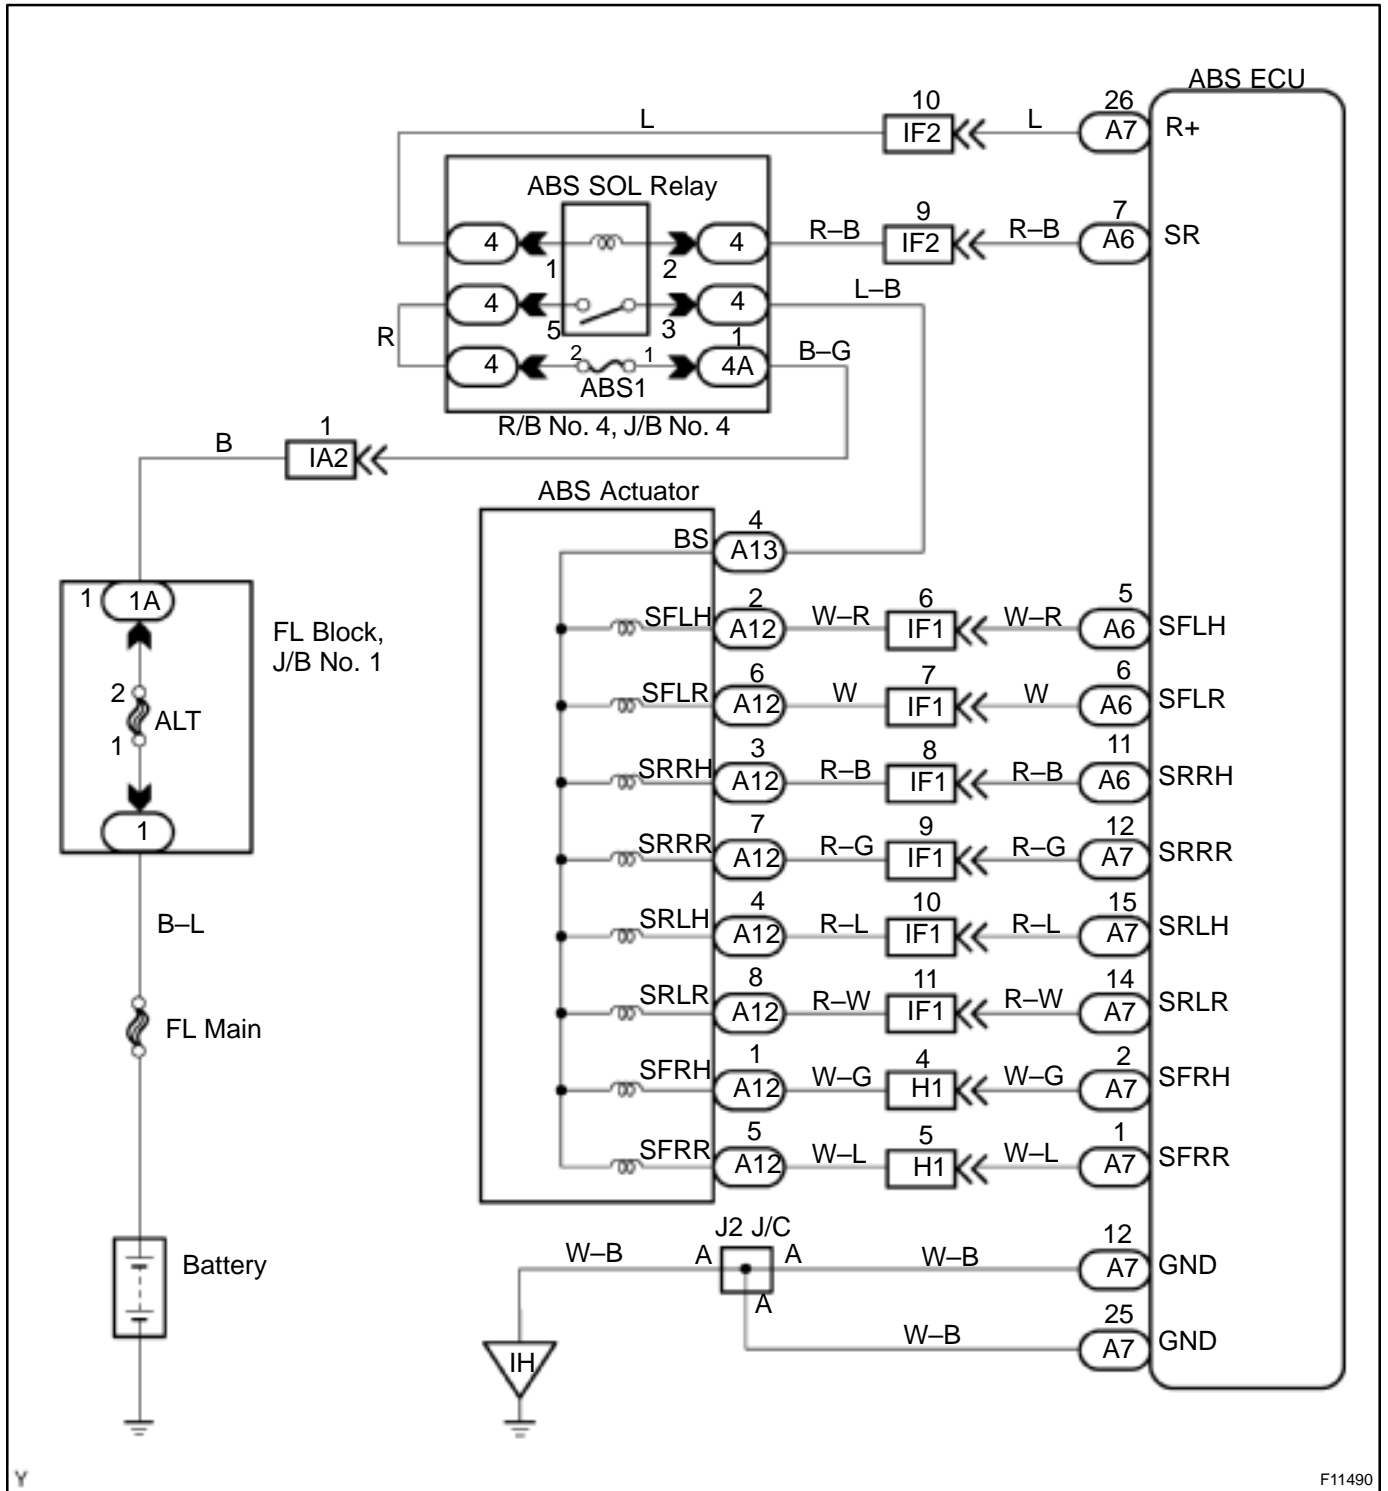 ABS ECU
L
10
IF2
L
26
A7
R+
ABS SOL Relay
4
1
2
4
R–B
9
IF2
R–B
7
A6
SR
4
5
3
4
L–B
R
4
2
1
ABS1
1
4A
B–G
R/B No. 4, J/B No. 4
B
1
IA2
ABS Actuator
BS
4
A13
1
1A
FL Block,
J/B No. 1
2
ALT
1
1
B–L
FL Main
Battery
SFLH
2
A12
W–R
6
IF1
W–R
5
A6
SFLH
SFLR
6
A12
W
7
IF1
W
6
A6
SFLR
SRRH
3
A12
R–B
8
IF1
R–B
11
A6
SRRH
SRRR
7
A12
R–G
9
IF1
R–G
12
A7
SRRR
SRLH
4
A12
R–L
10
IF1
R–L
15
A7
SRLH
SRLR
8
A12
R–W
11
IF1
R–W
14
A7
SRLR
SFRH
1
A12
W–G
4
H1
W–G
2
A7
SFRH
SFRR
5
A12
W–L
5
H1
W–L
1
A7
SFRR
J2 J/C
W–B
A
A
A
W–B
12
A7
GND
W–B
25
A7
GND
IH
Y
F11490